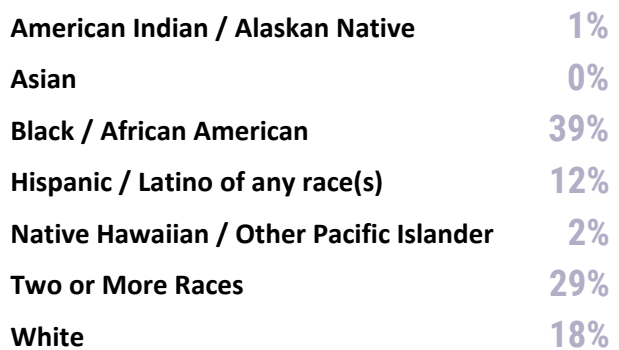 American Indian / Alaskan Native 1%
Asian 0%
Black / African American 39%
Hispanic / Latino of any race(s) 12%
Native Hawaiian / Other Pacific Islander 2%
Two or More Races 29%
White 18%